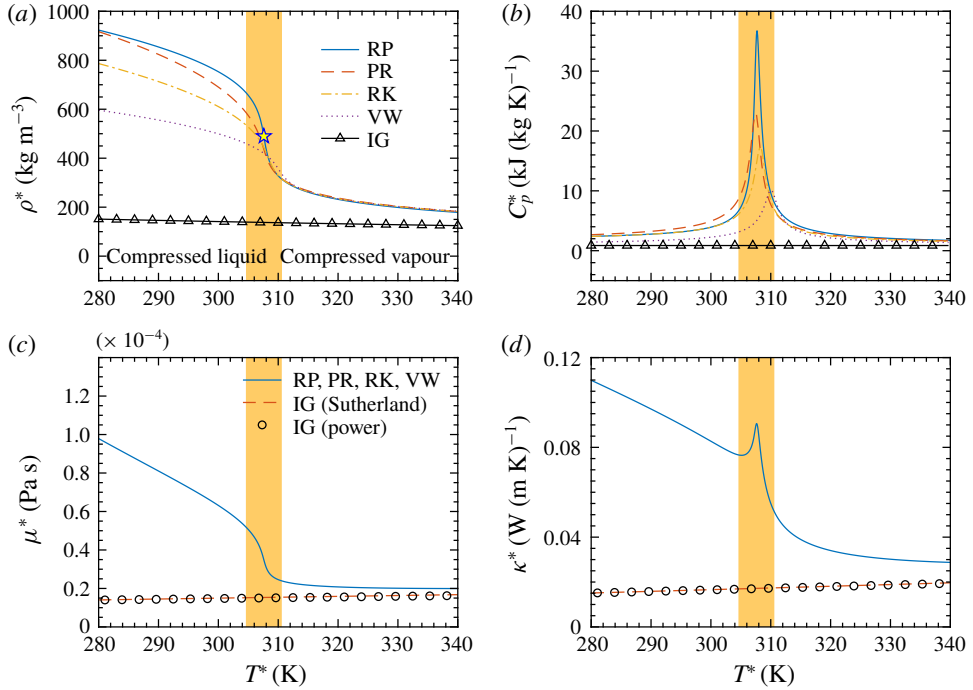 (a)
1000
800
600
400
200
0
ρ* (kg m⁻³)
RP
PR
RK
VW
IG
Compressed liquid
Compressed vapour
280 290 300 310 320 330 340
(b)
40
30
20
10
0
C*ₚ (kJ (kg K)⁻¹
280 290 300 310 320 330 340
(c)
(× 10⁻⁴)
1.2
1.0
0.8
0.6
0.4
0.2
0
μ* (Pa s)
RP, PR, RK, VW
IG (Sutherland)
IG (power)
280 290 300 310 320 330 340
T* (K)
(d)
0.12
0.08
0.04
0
κ* (W (m K)⁻¹
280 290 300 310 320 330 340
T* (K)